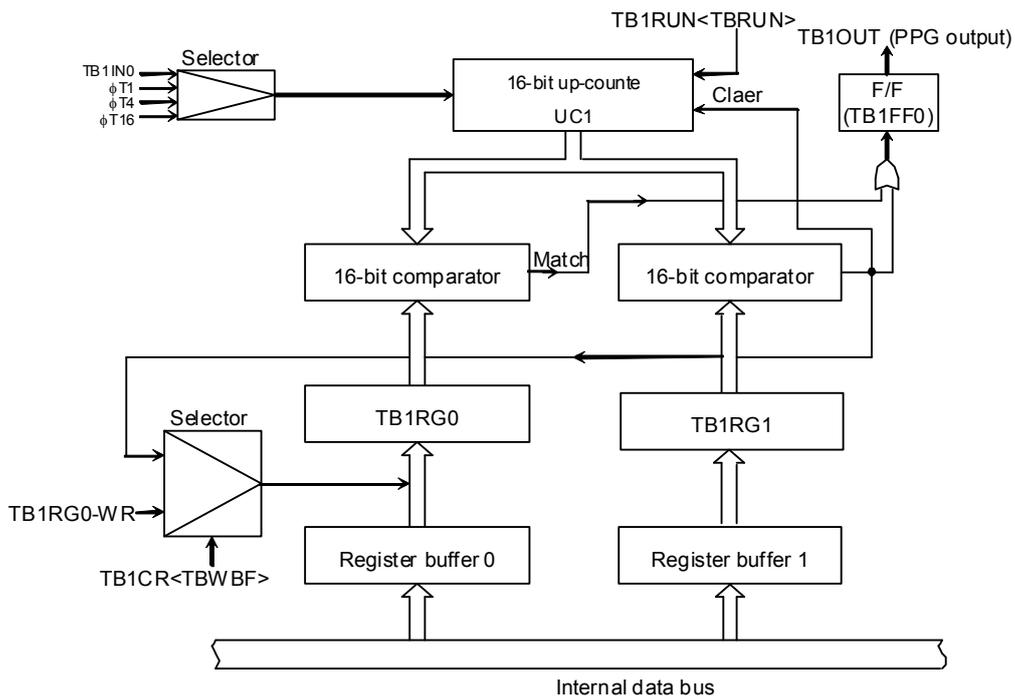 TB1RUN<TBRUN>
TB1OUT (PPG output)
Selector
TB1IN0
ϕT1
ϕT4
ϕT16
16-bit up-counte
UC1
Claer
F/F
(TB1FF0)
16-bit comparator
Match
16-bit comparator
TB1RG0
TB1RG1
Selector
TB1RG0-WR
TB1CR<TBWBF>
Register buffer 0
Register buffer 1
Internal data bus